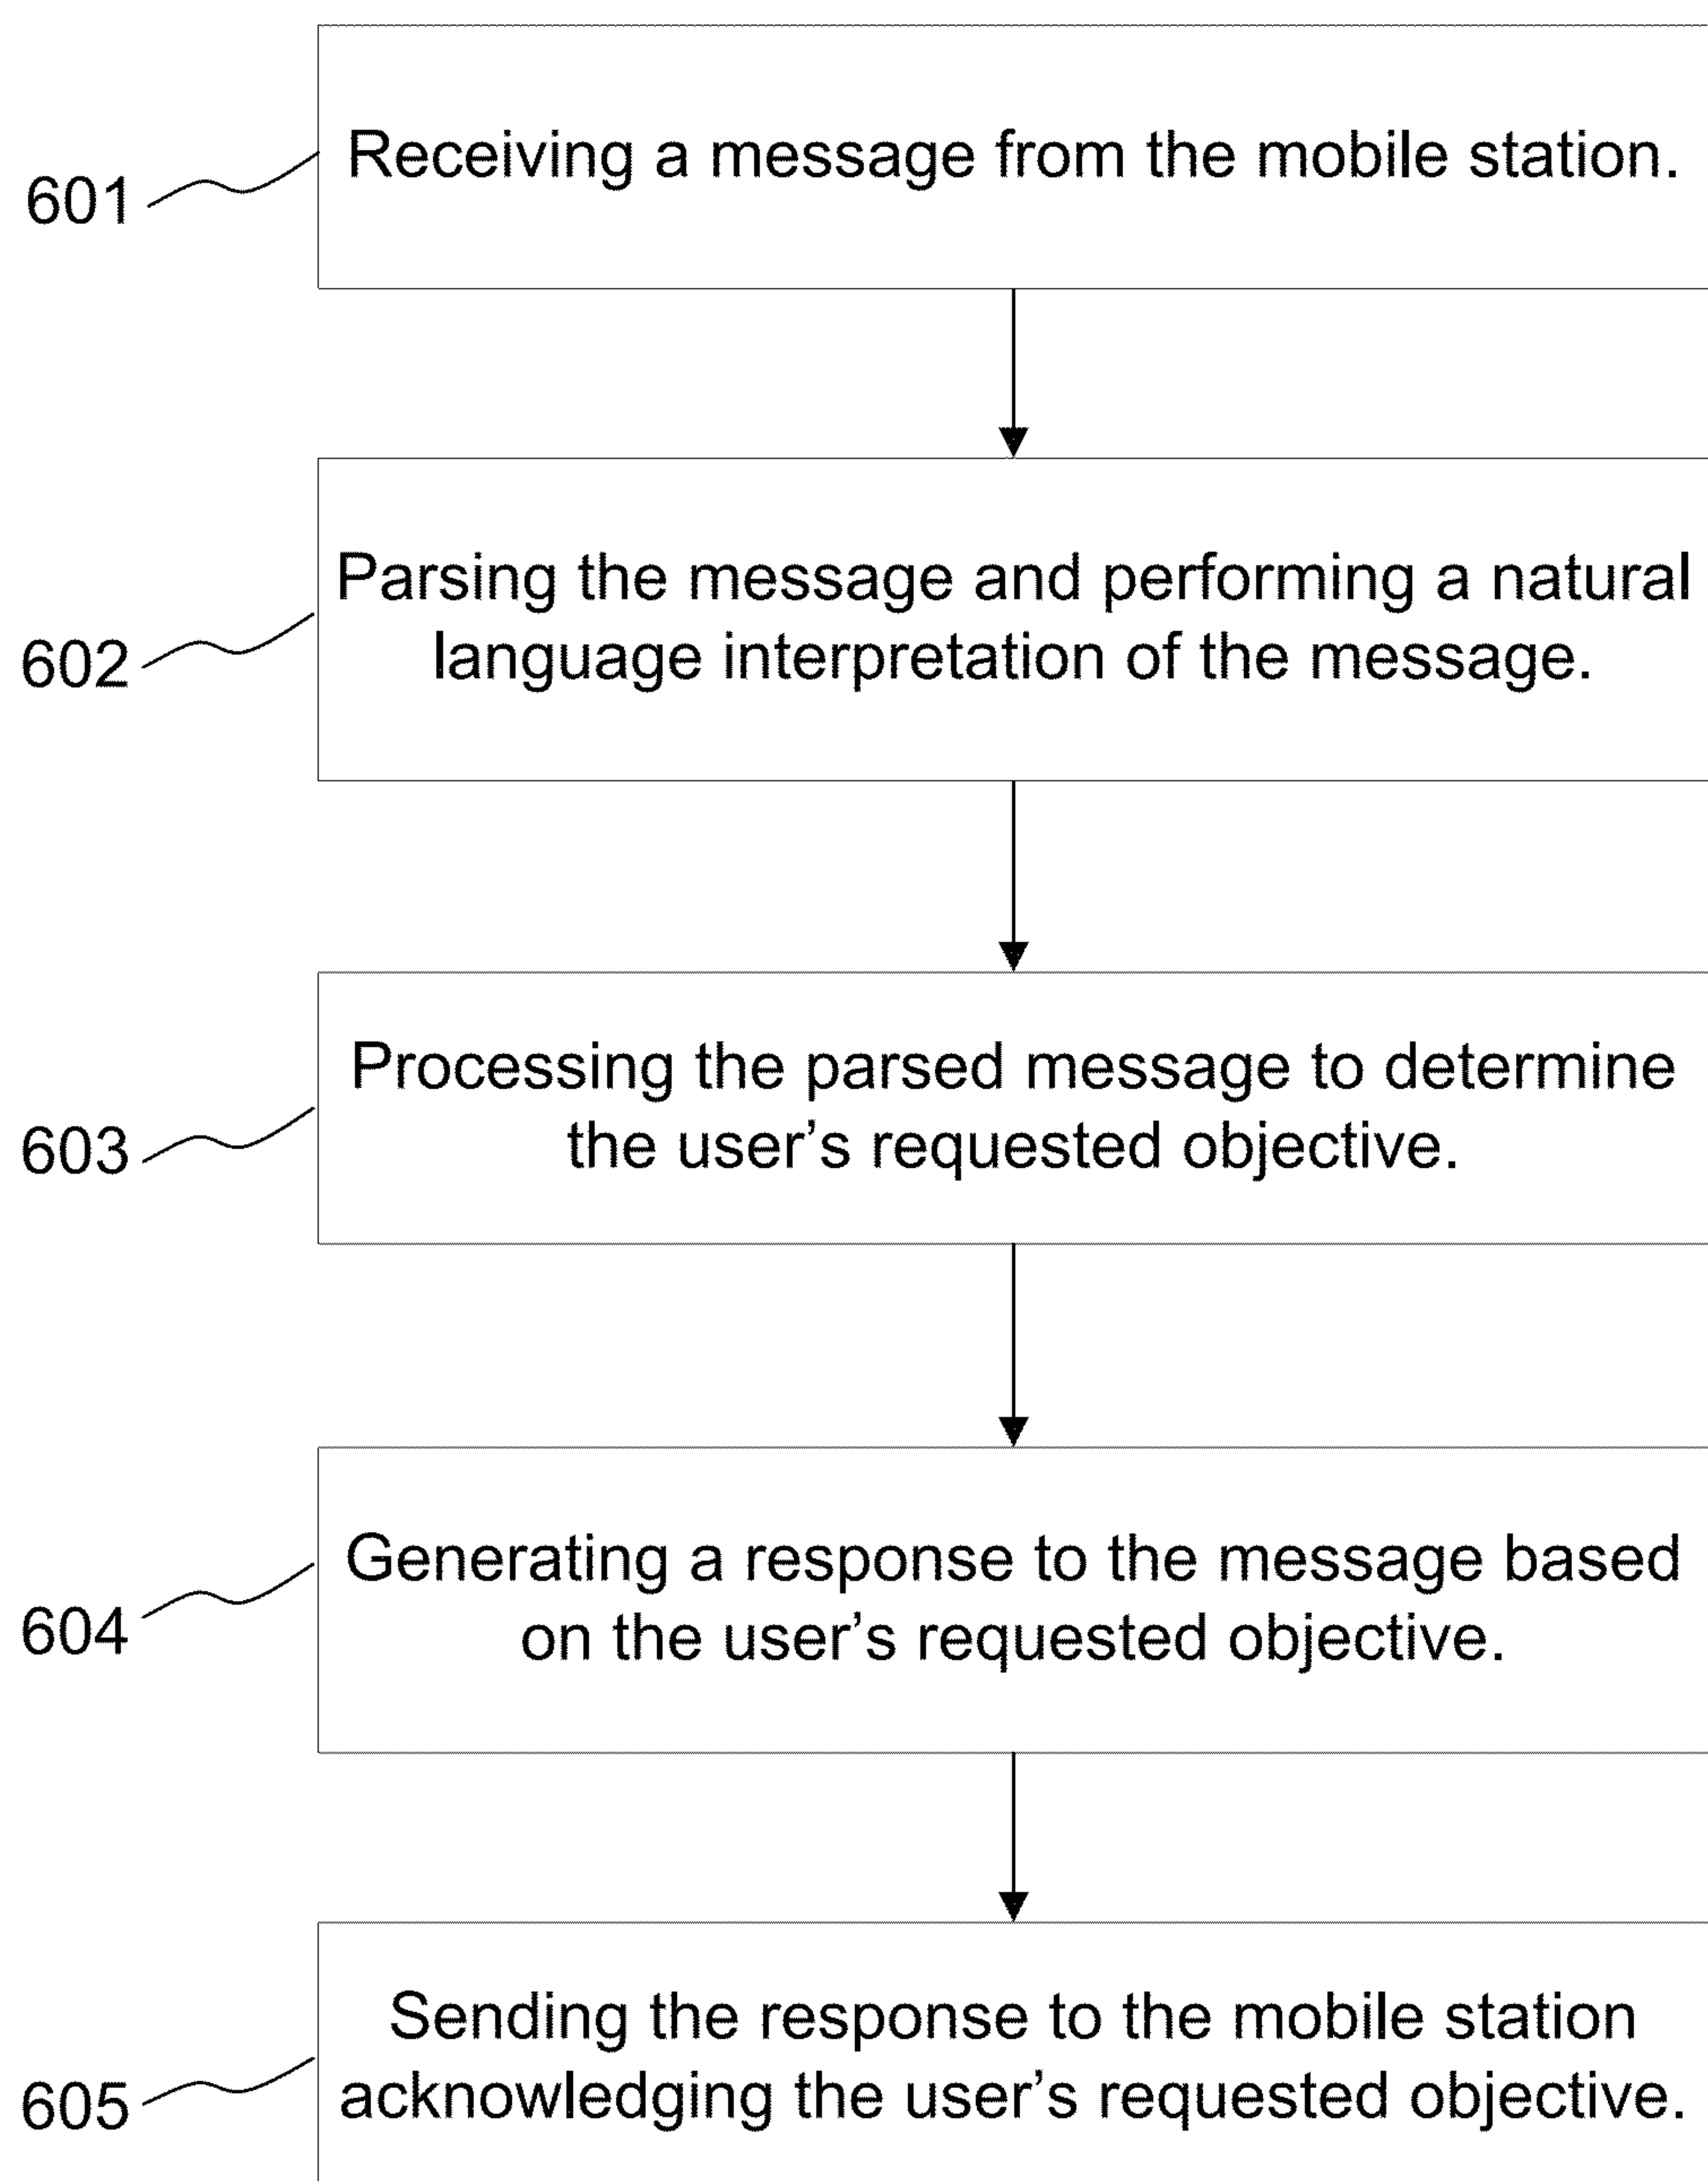 601
Receiving a message from the mobile station.
602
Parsing the message and performing a natural
language interpretation of the message.
603
Processing the parsed message to determine
the user’s requested objective.
604
Generating a response to the message based
on the user’s requested objective.
605
Sending the response to the mobile station
acknowledging the user’s requested objective.